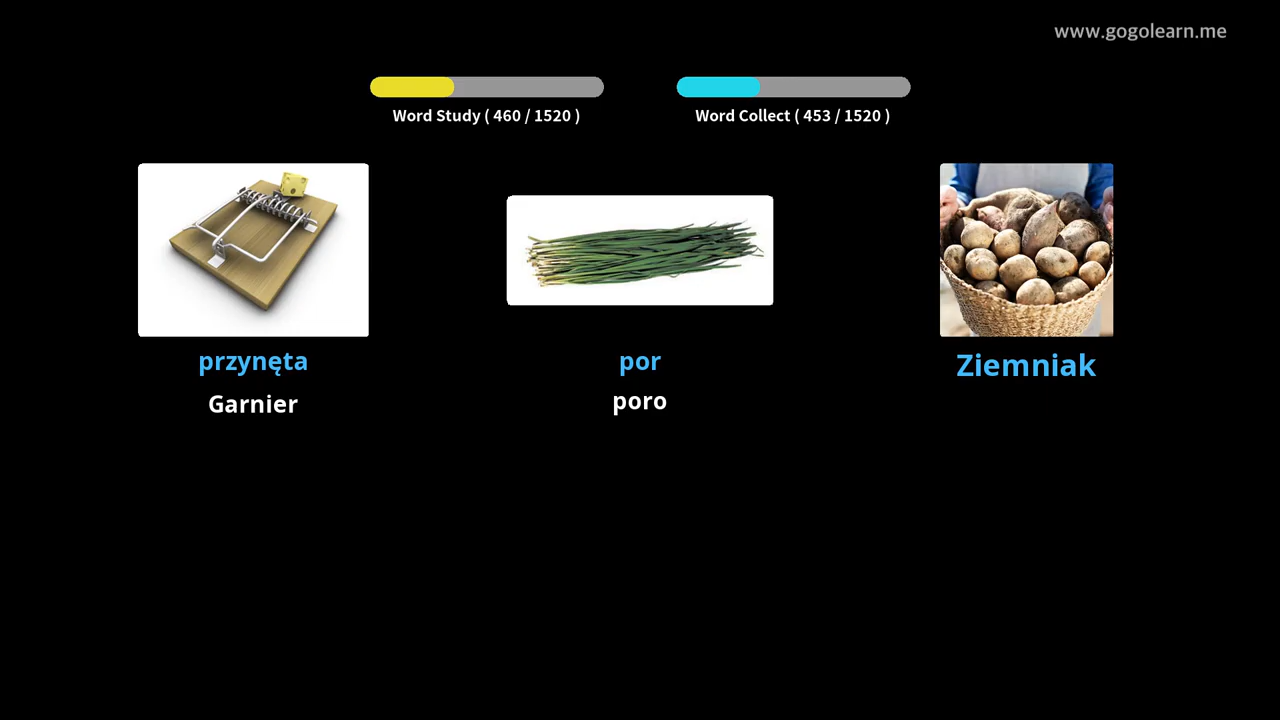 www.gogolearn.me
Word Study ( 460 / 1520 )
Word Collect ( 453 / 1520 )
przynęta
Garnier
por
poro
Ziemniak